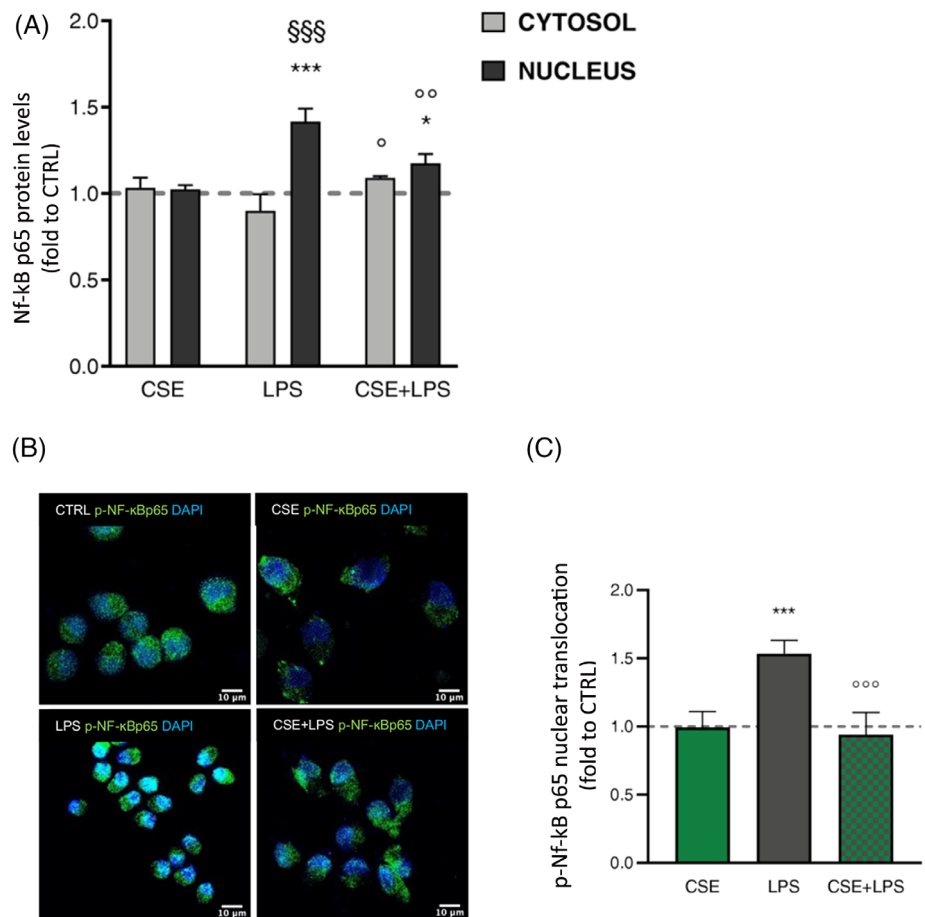 (A)
Nf-kB p65 protein levels
(fold to CTRL)
2.0
1.5
1.0
0.5
0.0
§§§
***
°
°°
*
CSE
LPS
CSE+LPS
CYTOSOL
NUCLEUS
(B)
CTRL p-NF-κBp65 DAPI
10 µm
CSE p-NF-κBp65 DAPI
10 µm
LPS p-NF-κBp65 DAPI
10 µm
CSE+LPS p-NF-κBp65 DAPI
10 µm
(C)
p-Nf-kB p65 nuclear translocation
(fold to CTRL)
2.0
1.5
1.0
0.5
0.0
***
°°°
CSE
LPS
CSE+LPS